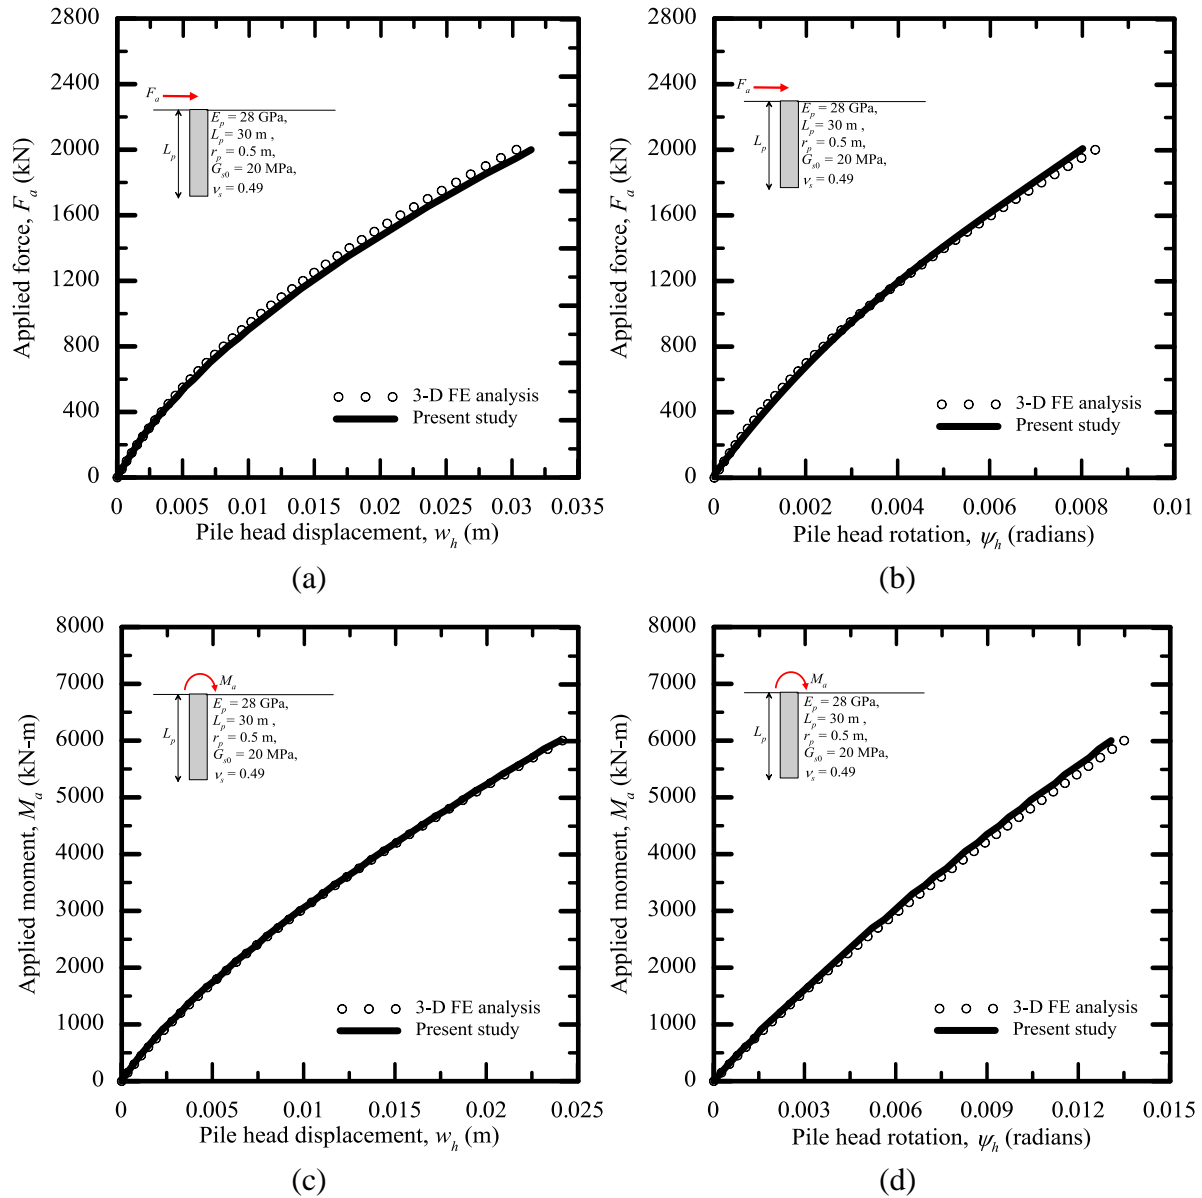 2800
2400
2000
1600
1200
800
400
0
Applied force, F_a (kN)
F_a
L_p
E_p = 28 GPa,
L_p = 30 m ,
r_p = 0.5 m,
G_s0 = 20 MPa,
ν_s = 0.49
3-D FE analysis
Present study
0 0.005 0.01 0.015 0.02 0.025 0.03 0.035
Pile head displacement, w_h (m)
(a)
2800
2400
2000
1600
1200
800
400
0
Applied force, F_a (kN)
F_a
L_p
E_p = 28 GPa,
L_p = 30 m ,
r_p = 0.5 m,
G_s0 = 20 MPa,
ν_s = 0.49
3-D FE analysis
Present study
0 0.002 0.004 0.006 0.008 0.01
Pile head rotation, ψ_h (radians)
(b)
8000
7000
6000
5000
4000
3000
2000
1000
0
Applied moment, M_a (kN-m)
M_a
L_p
E_p = 28 GPa,
L_p = 30 m ,
r_p = 0.5 m,
G_s0 = 20 MPa,
ν_s = 0.49
3-D FE analysis
Present study
0 0.005 0.01 0.015 0.02 0.025
Pile head displacement, w_h (m)
(c)
8000
7000
6000
5000
4000
3000
2000
1000
0
Applied moment, M_a (kN-m)
M_a
L_p
E_p = 28 GPa,
L_p = 30 m ,
r_p = 0.5 m,
G_s0 = 20 MPa,
ν_s = 0.49
3-D FE analysis
Present study
0 0.003 0.006 0.009 0.012 0.015
Pile head rotation, ψ_h (radians)
(d)